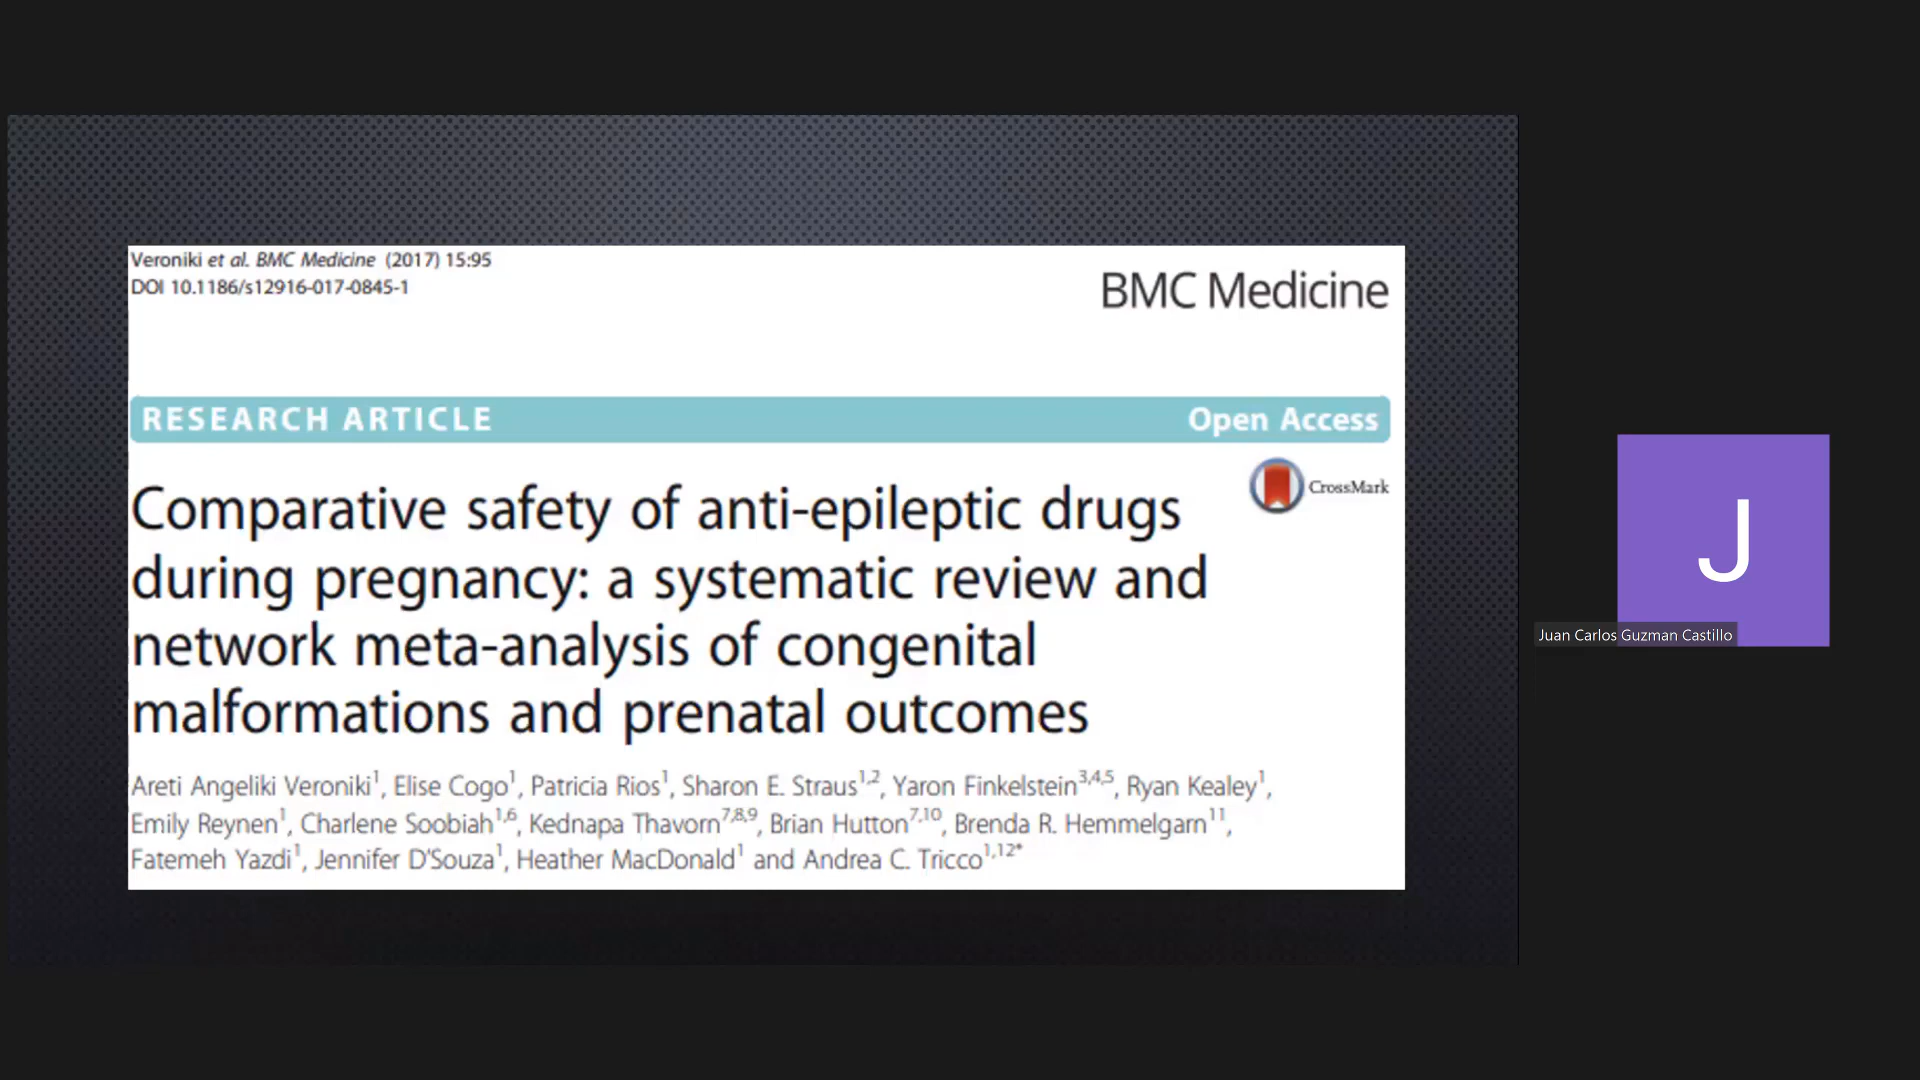 Veroniki et al. BMC Medicine (2017) 15:95
DOI 10.1186/s12916-017-0845-1
BMC Medicine
RESEARCH ARTICLE
Open Access
CrossMark
Comparative safety of anti-epileptic drugs
during pregnancy: a systematic review and
network meta-analysis of congenital
malformations and prenatal outcomes
Areti Angeliki Veroniki1, Elise Cogo1, Patricia Rios1, Sharon E. Straus1,2, Yaron Finkelstein3,4,5, Ryan Kealey1,
Emily Reynen1, Charlene Soobiah1,6, Kednapa Thavorn7,8,9, Brian Hutton7,10, Brenda R. Hemmelgarn11,
Fatemeh Yazdi1, Jennifer D'Souza1, Heather MacDonald1 and Andrea C. Tricco1,12*
J
Juan Carlos Guzman Castillo